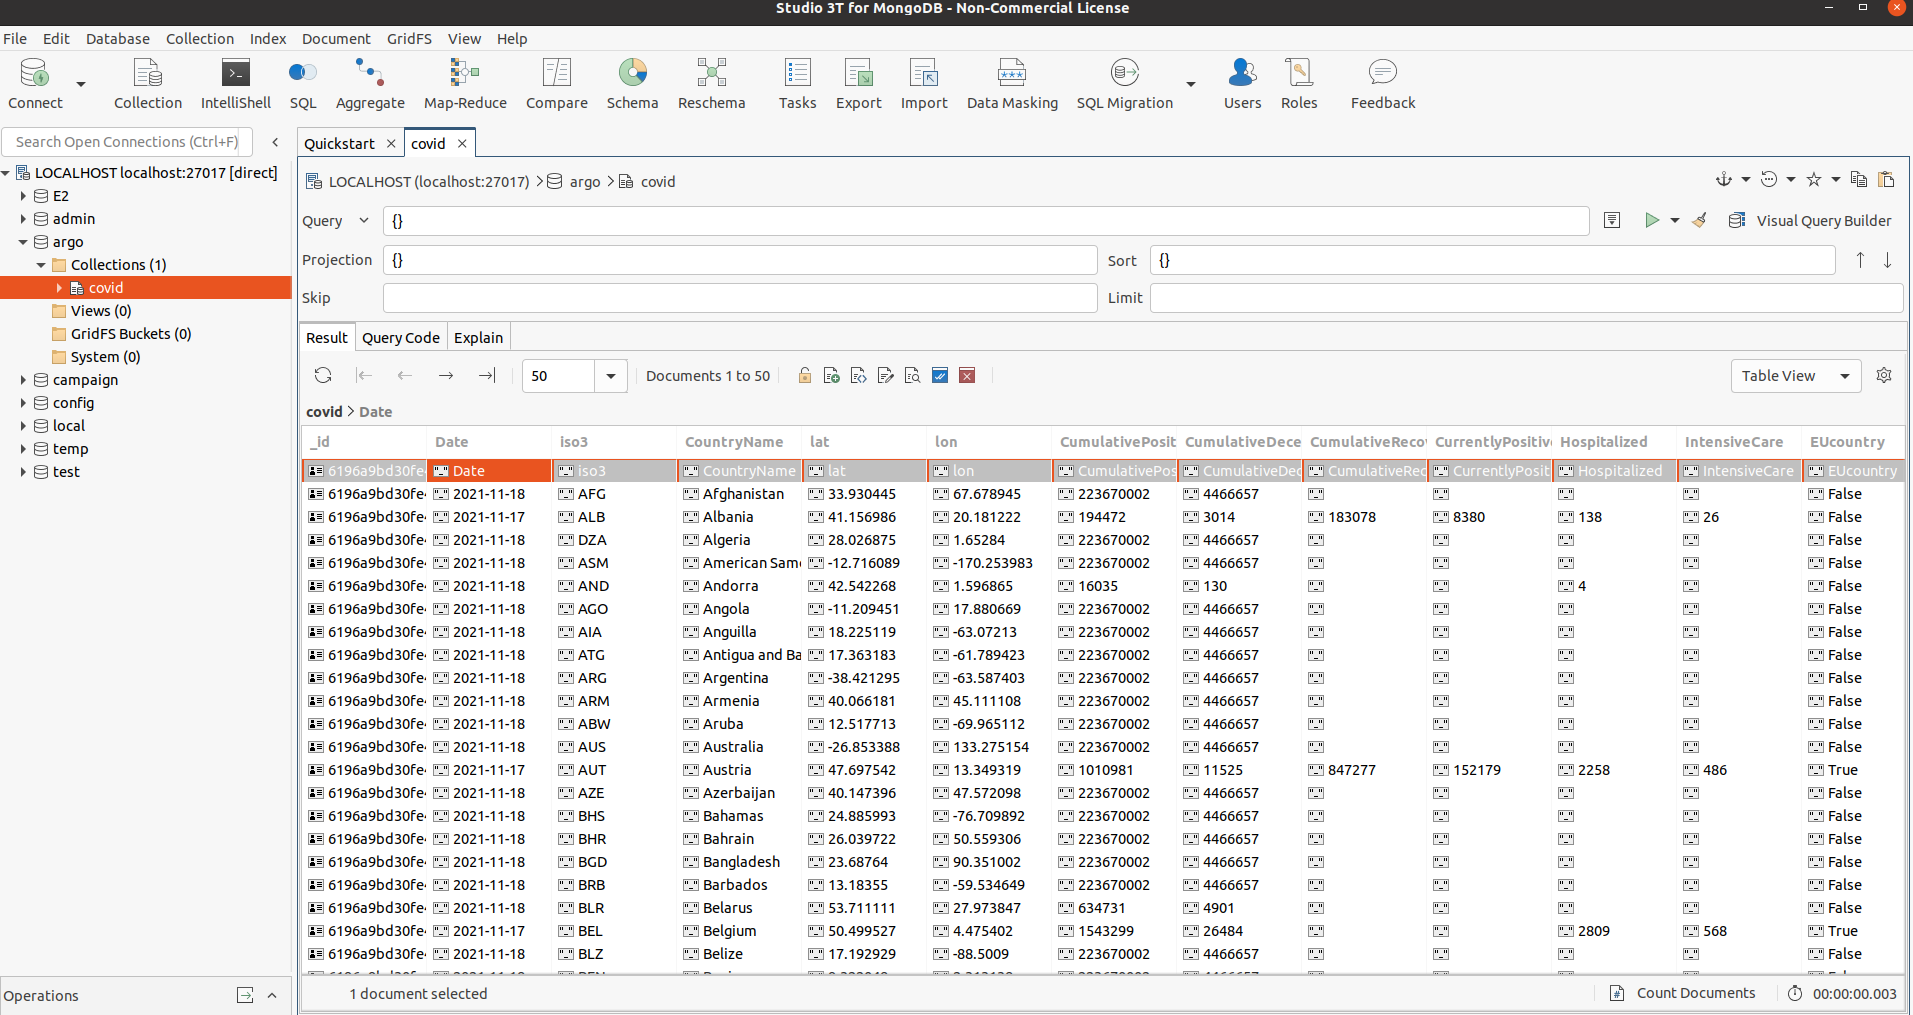 Studio 3T for MongoDB - Non-Commercial License
File Edit Database Collection Index Document GridFS View Help
Connect Collection IntelliShell SQL Aggregate Map-Reduce Compare Schema Reschema Tasks Export Import Data Masking SQL Migration Users Roles Feedback
Search Open Connections (Ctrl+F)
LOCALHOST localhost:27017 [direct]
E2
admin
argo
Collections (1)
covid
Views (0)
GridFS Buckets (0)
System (0)
campaign
config
local
temp
test
Operations
Quickstart covid
LOCALHOST (localhost:27017) argo covid
Query {} Visual Query Builder
Projection {} Sort {}
Skip Limit
Result Query Code Explain
50 Documents 1 to 50 Table View
covid > Date
_id Date iso3 CountryName lat lon CumulativePosit CumulativeDece CumulativeReco CurrentlyPositiv Hospitalized IntensiveCare EUcountry
6196a9bd30fe Date iso3 CountryName lat lon CumulativePos CumulativeDec CumulativeRec CurrentlyPosit Hospitalized IntensiveCare EUcountry
6196a9bd30fe 2021-11-18 AFG Afghanistan 33.930445 67.678945 223670002 4466657 False
6196a9bd30fe 2021-11-17 ALB Albania 41.156986 20.181222 194472 3014 183078 8380 138 26 False
6196a9bd30fe 2021-11-18 DZA Algeria 28.026875 1.65284 223670002 4466657 False
6196a9bd30fe 2021-11-18 ASM American Sam -12.716089 -170.253983 223670002 4466657 False
6196a9bd30fe 2021-11-18 AND Andorra 42.542268 1.596865 16035 130 4 False
6196a9bd30fe 2021-11-18 AGO Angola -11.209451 17.880669 223670002 4466657 False
6196a9bd30fe 2021-11-18 AIA Anguilla 18.225119 -63.07213 223670002 4466657 False
6196a9bd30fe 2021-11-18 ATG Antigua and Ba 17.363183 -61.789423 223670002 4466657 False
6196a9bd30fe 2021-11-18 ARG Argentina -38.421295 -63.587403 223670002 4466657 False
6196a9bd30fe 2021-11-18 ARM Armenia 40.066181 45.111108 223670002 4466657 False
6196a9bd30fe 2021-11-18 ABW Aruba 12.517713 -69.965112 223670002 4466657 False
6196a9bd30fe 2021-11-18 AUS Australia -26.853388 133.275154 223670002 4466657 False
6196a9bd30fe 2021-11-17 AUT Austria 47.697542 13.349319 1010981 11525 847277 152179 2258 486 True
6196a9bd30fe 2021-11-18 AZE Azerbaijan 40.147396 47.572098 223670002 4466657 False
6196a9bd30fe 2021-11-18 BHS Bahamas 24.885993 -76.709892 223670002 4466657 False
6196a9bd30fe 2021-11-18 BHR Bahrain 26.039722 50.559306 223670002 4466657 False
6196a9bd30fe 2021-11-18 BGD Bangladesh 23.68764 90.351002 223670002 4466657 False
6196a9bd30fe 2021-11-18 BRB Barbados 13.18355 -59.534649 223670002 4466657 False
6196a9bd30fe 2021-11-18 BLR Belarus 53.711111 27.973847 634731 4901 False
6196a9bd30fe 2021-11-17 BEL Belgium 50.499527 4.475402 1543299 26484 2809 568 True
6196a9bd30fe 2021-11-18 BLZ Belize 17.192929 -88.5009 223670002 4466657 False
1 document selected Count Documents 00:00:00.003